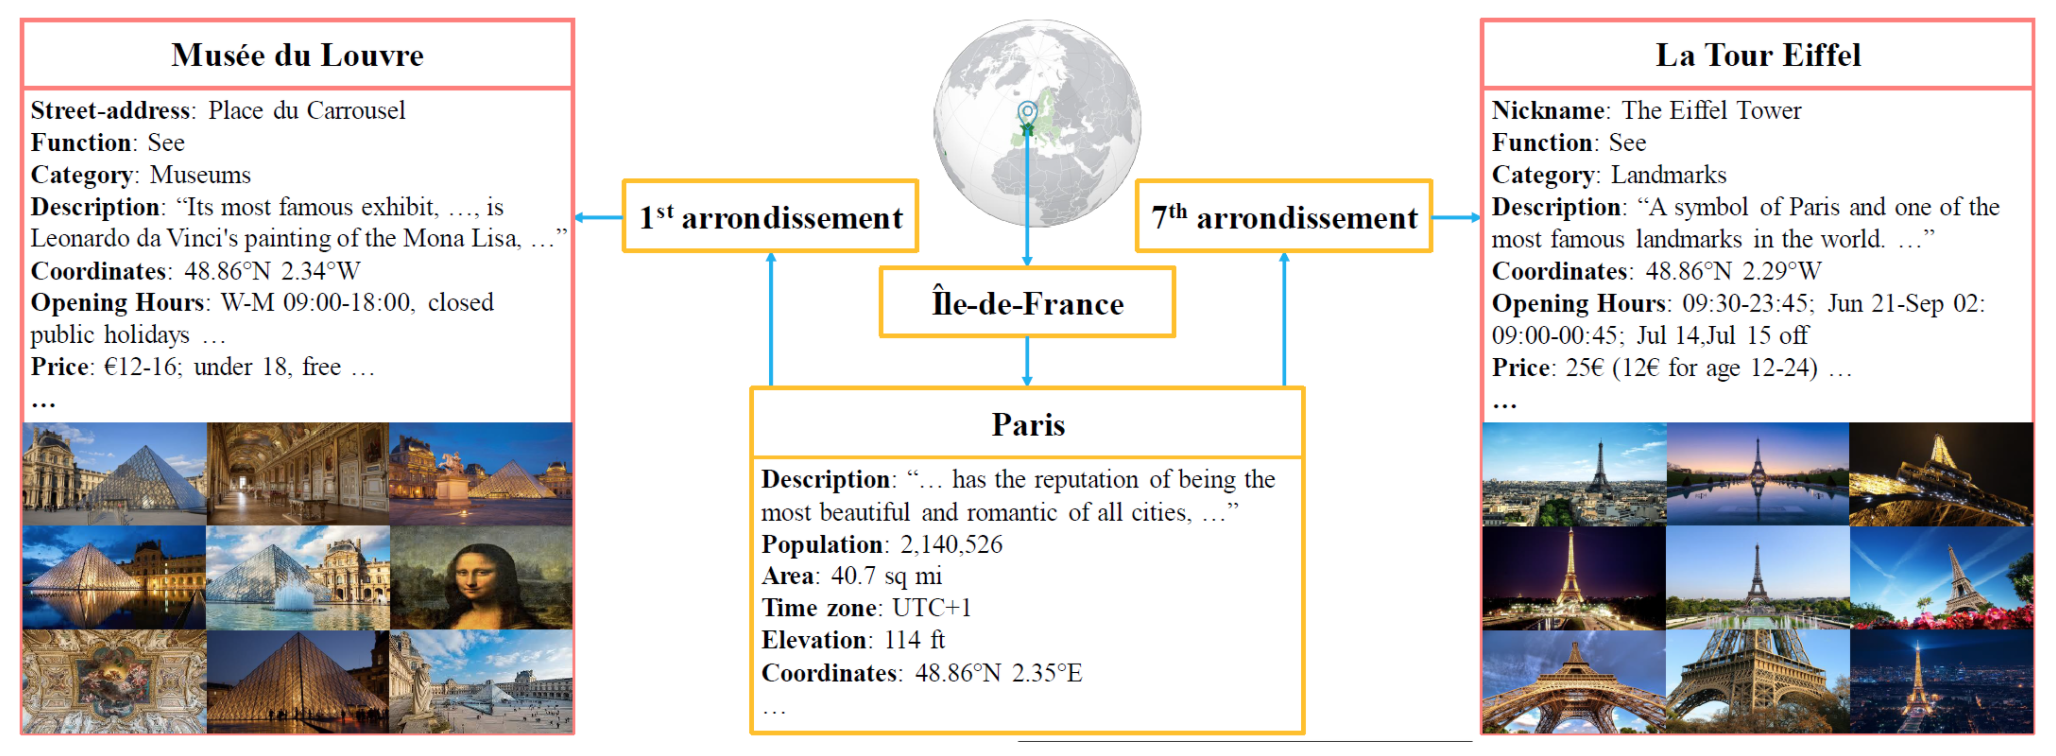 Musée du Louvre
Street-address: Place du Carrousel
Function: See
Category: Museums
Description: “Its most famous exhibit, …, is
Leonardo da Vinci's painting of the Mona Lisa, …”
Coordinates: 48.86°N 2.34°W
Opening Hours: W-M 09:00-18:00, closed
public holidays …
Price: €12-16; under 18, free …
…
1st arrondissement
7th arrondissement
Île-de-France
Paris
Description: “… has the reputation of being the
most beautiful and romantic of all cities, …”
Population: 2,140,526
Area: 40.7 sq mi
Time zone: UTC+1
Elevation: 114 ft
Coordinates: 48.86°N 2.35°E
…
La Tour Eiffel
Nickname: The Eiffel Tower
Function: See
Category: Landmarks
Description: “A symbol of Paris and one of the
most famous landmarks in the world. …”
Coordinates: 48.86°N 2.29°W
Opening Hours: 09:30-23:45; Jun 21-Sep 02:
09:00-00:45; Jul 14,Jul 15 off
Price: 25€ (12€ for age 12-24) …
…